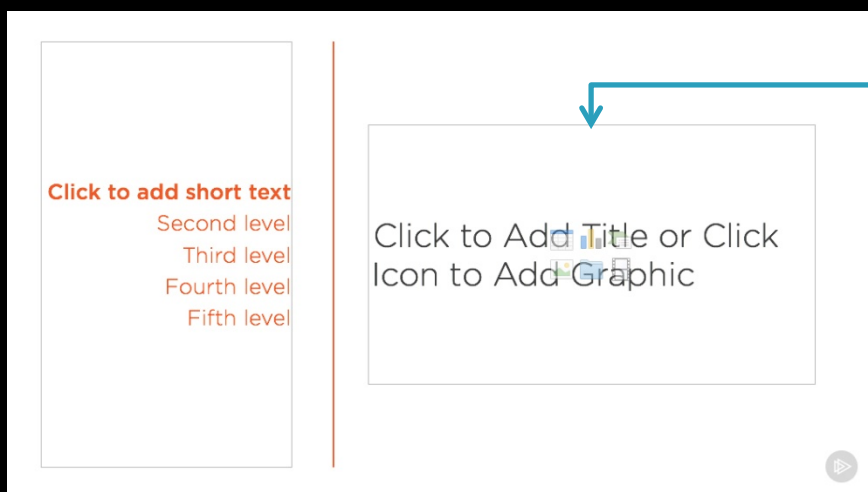 Click to add short text
Second level
Third level
Fourth level
Fifth level
Click to Add Title or Click
Icon to Add Graphic